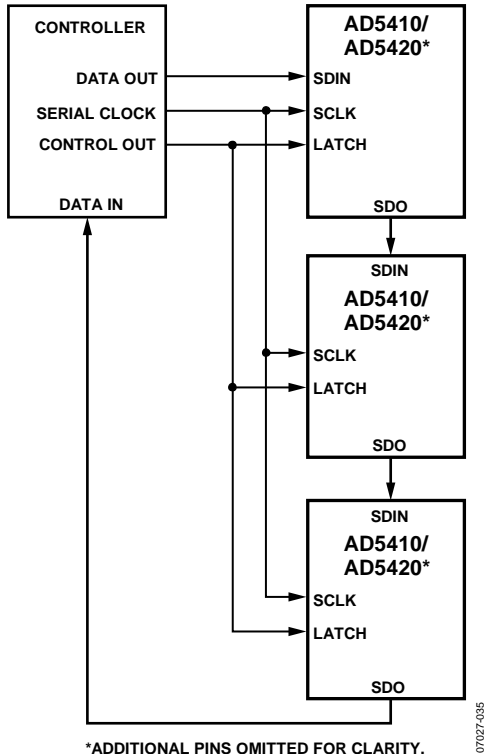 CONTROLLER
DATA OUT
SERIAL CLOCK
CONTROL OUT
DATA IN
AD5410/
AD5420*
SDIN
SCLK
LATCH
SDO
SDIN
AD5410/
AD5420*
SCLK
LATCH
SDO
SDIN
AD5410/
AD5420*
SCLK
LATCH
SDO
*ADDITIONAL PINS OMITTED FOR CLARITY.
07027-035